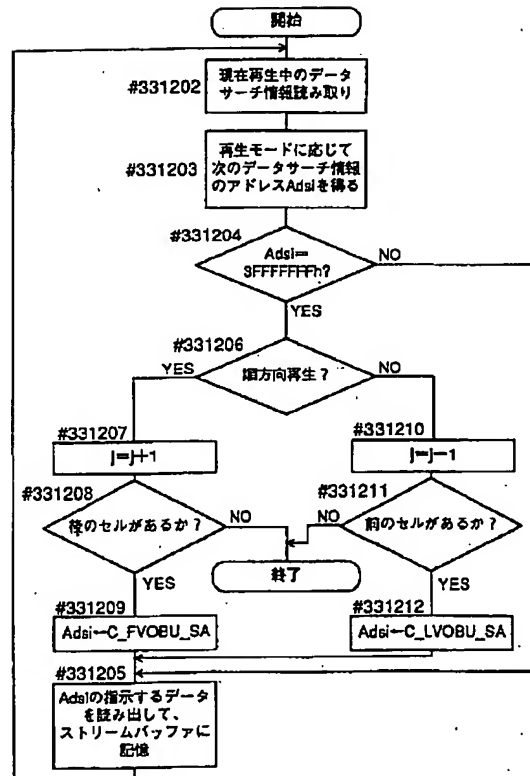 開始
#331202
現在再生中のデータ
サーチ情報読み取り
#331203
再生モードに応じて
次のデータサーチ情報
のアドレスAdsiを得る
#331204
Adsi=
3FFFFFFFh?
NO
YES
#331206
順方向再生?
YES
NO
#331207
j=j+1
#331210
j=j-1
#331208
後のセルがあるか?
NO
YES
#331211
前のセルがあるか?
NO
YES
終了
#331209
Adsi←C_FVOBU_SA
#331212
Adsi←C_LVOBU_SA
#331205
Adsiの指示するデータ
を読み出して、
ストリームバッファに
記憶